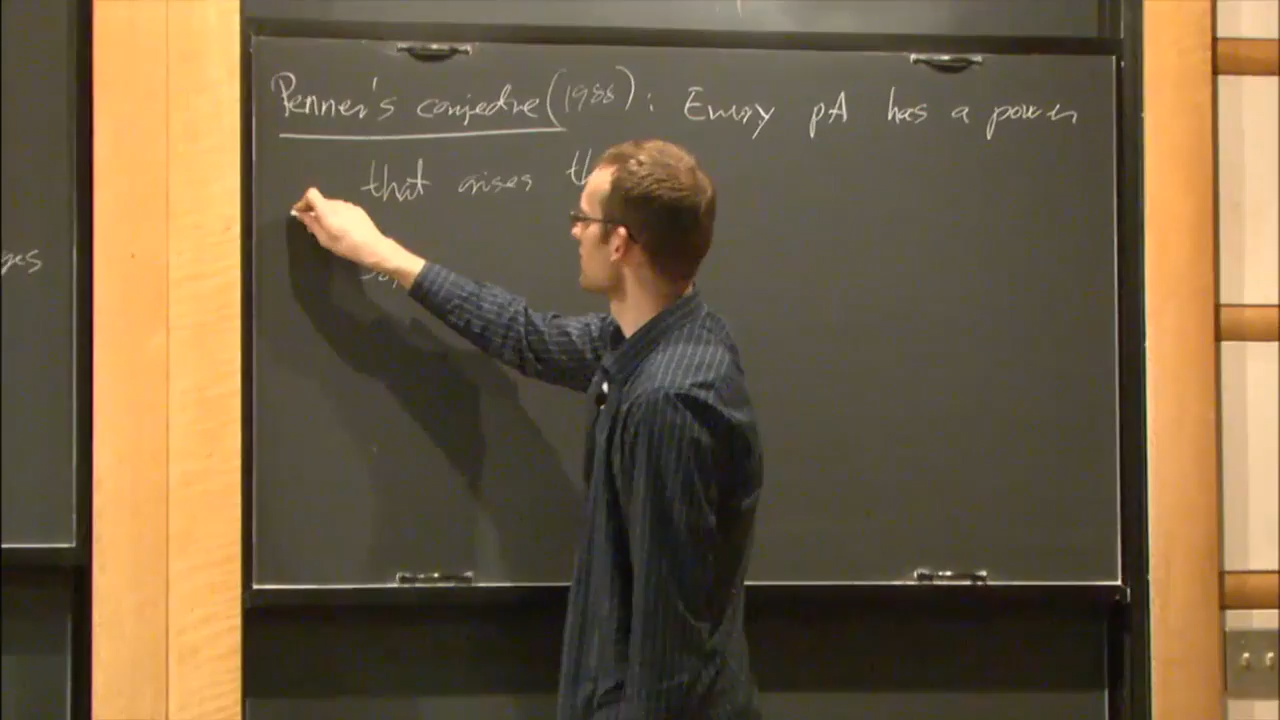 Penner's conjecture (1988): Every pA has a power
that arises